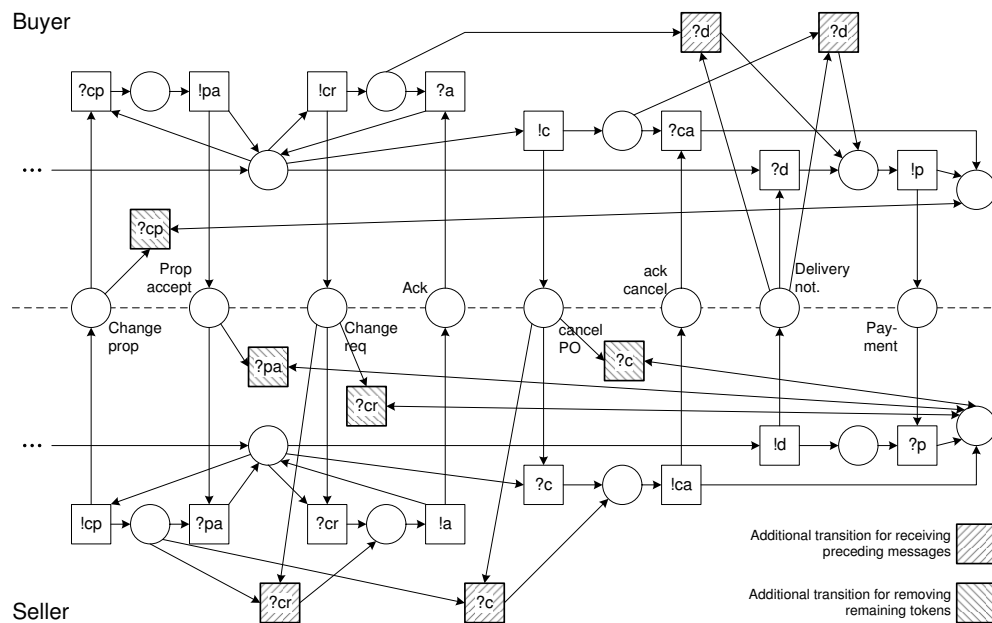 Buyer
?d
?d
?cp
!pa
!cr
?a
!c
?ca
...
?d
!p
?cp
Prop
accept
Ack
ack
cancel
Delivery
not.
Change
prop
Change
req
cancel
PO
Pay-
ment
?c
?pa
?cr
...
!d
?p
?c
!ca
!cp
?pa
?cr
!a
Additional transition for receiving
preceding messages
?cr
?c
Additional transition for removing
remaining tokens
Seller